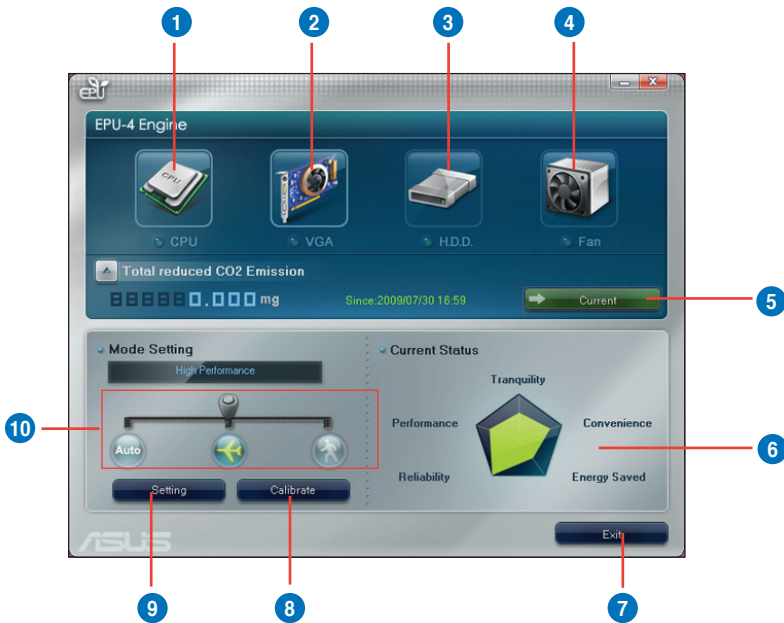 1 2 3 4
EPU
EPU-4 Engine
CPU
CPU VGA H.D.D. Fan
Total reduced CO2 Emission
0.000 mg Since:2009/07/30 16:59 Current
5
Mode Setting
High Performance
Auto
Setting Calibrate
10
Current Status
Tranquility
Performance Convenience
Reliability Energy Saved
6
ASUS
Exit
9 8 7